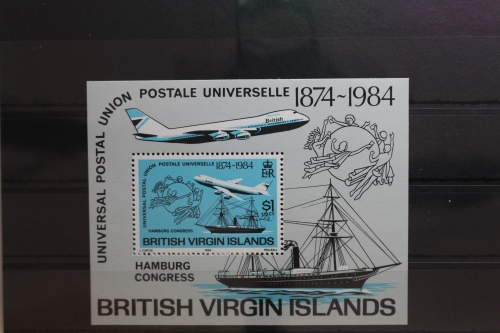 UNIVERSAL POSTAL UNION
POSTALE UNIVERSELLE 1874~1984
British
UNIVERSAL POSTAL UNION
POSTALE UNIVERSELLE 1874~1984
E R
$1
HAMBURG CONGRESS
BRITISH VIRGIN ISLANDS
HAMBURG
CONGRESS
BRITISH VIRGIN ISLANDS